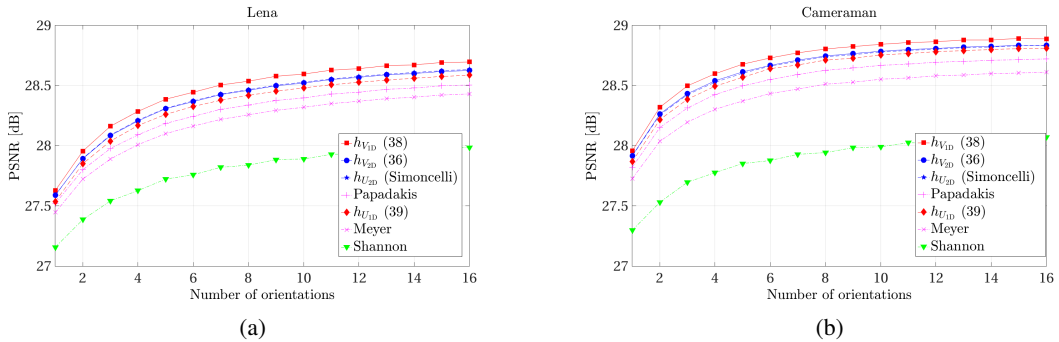 Lena
29
28.5
28
27.5
27
PSNR [dB]
2 4 6 8 10 12 14 16
Number of orientations
h_{V_{1D}} (38)
h_{V_{2D}} (36)
h_{U_{2D}} (Simoncelli)
Papadakis
h_{U_{1D}} (39)
Meyer
Shannon
(a)
Cameraman
29
28.5
28
27.5
27
PSNR [dB]
2 4 6 8 10 12 14 16
Number of orientations
h_{V_{1D}} (38)
h_{V_{2D}} (36)
h_{U_{2D}} (Simoncelli)
Papadakis
h_{U_{1D}} (39)
Meyer
Shannon
(b)